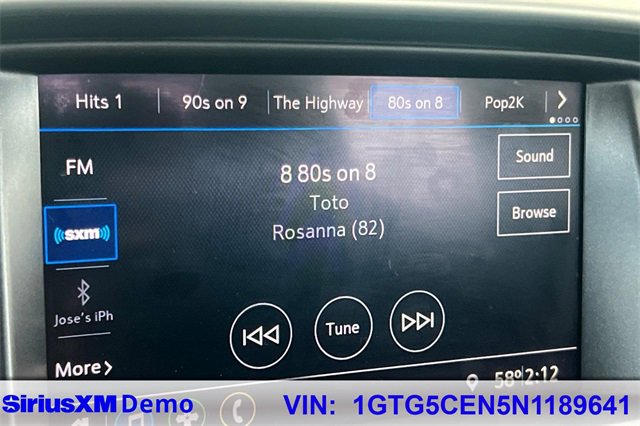 Hits 1 90s on 9 The Highway 80s on 8 Pop2K
FM
8 80s on 8
Toto
Rosanna (82)
Sound
Browse
((sxm))
Jose's iPh
Tune
More
58° 2:12
SiriusXM Demo VIN: 1GTG5CEN5N1189641